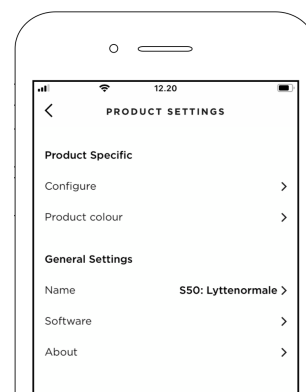 12.20
PRODUCT SETTINGS
Product Specific
Configure
Product colour
General Settings
Name S50: Lyttenormale
Software
About